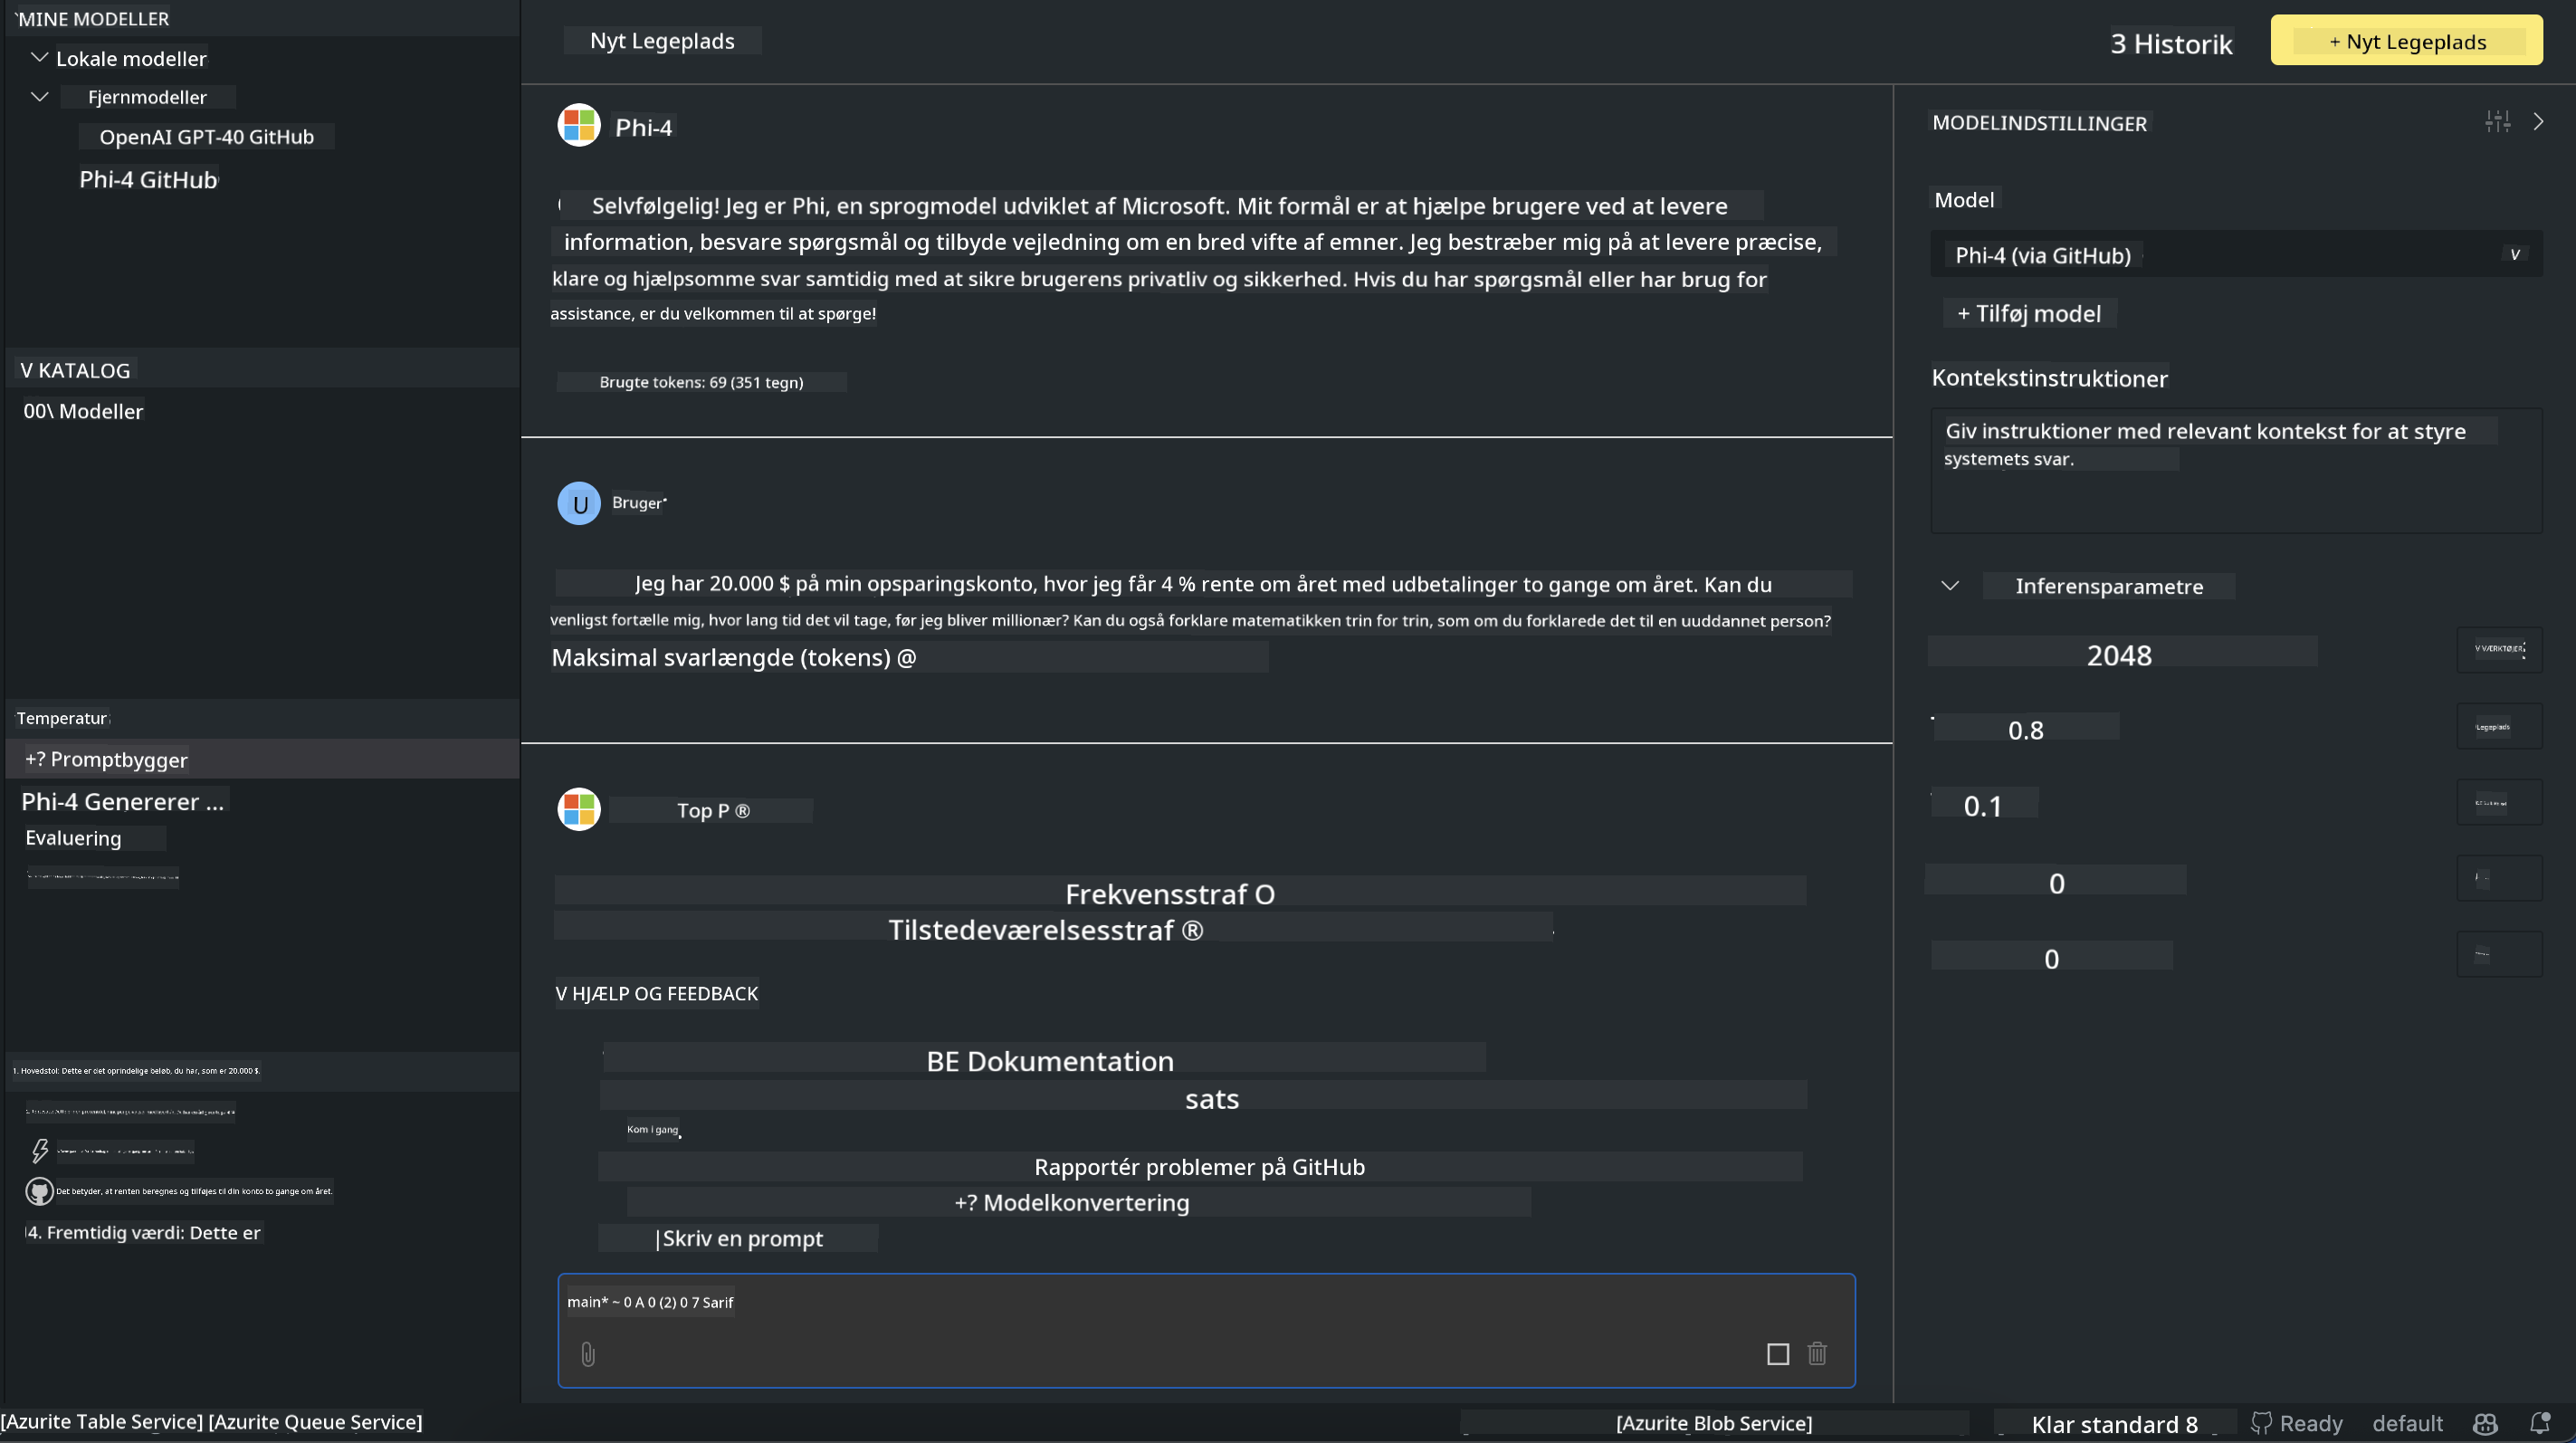 MINE MODELLER
Lokale modeller
Fjernmodeller
OpenAI GPT-40 GitHub
Phi-4 GitHub
V KATALOG
00\ Modeller
Temperatur
+? Promptbygger
Phi-4 Genererer ...
Evaluering
1. Hovedstol: Dette er det oprindelige beløb, du har, som er 20.000 $.
Det betyder, at renten beregnes og tilføjes til din konto to gange om året.
4. Fremtidig værdi: Dette er
Nyt Legeplads
3 Historik
+ Nyt Legeplads
Phi-4
Selvfølgelig! Jeg er Phi, en sprogmodel udviklet af Microsoft. Mit formål er at hjælpe brugere ved at levere
information, besvare spørgsmål og tilbyde vejledning om en bred vifte af emner. Jeg bestræber mig på at levere præcise,
klare og hjælpsomme svar samtidig med at sikre brugerens privatliv og sikkerhed. Hvis du har spørgsmål eller har brug for
assistance, er du velkommen til at spørge!
Brugte tokens: 69 (351 tegn)
U Bruger
Jeg har 20.000 $ på min opsparingskonto, hvor jeg får 4 % rente om året med udbetalinger to gange om året. Kan du
venligst fortælle mig, hvor lang tid det vil tage, før jeg bliver millionær? Kan du også forklare matematikken trin for trin, som om du forklarede det til en uuddannet person?
Maksimal svarlængde (tokens) @
Top P ®
Frekvensstraf O
Tilstedeværelsesstraf ®
V HJÆLP OG FEEDBACK
BE Dokumentation
sats
Kom i gang
Rapportér problemer på GitHub
+? Modelkonvertering
|Skriv en prompt
main* ~ 0 A 0 (2) 0 7 Sarif
MODELINDSTILLINGER
Model
Phi-4 (via GitHub) v
+ Tilføj model
Kontekstinstruktioner
Giv instruktioner med relevant kontekst for at styre
systemets svar.
Inferensparametre
2048 V VÆRKTØJER
0.8 Legeplads
0.1
0
0
[Azurite Table Service] [Azurite Queue Service]
[Azurite Blob Service]
Klar standard 8
Ready
default